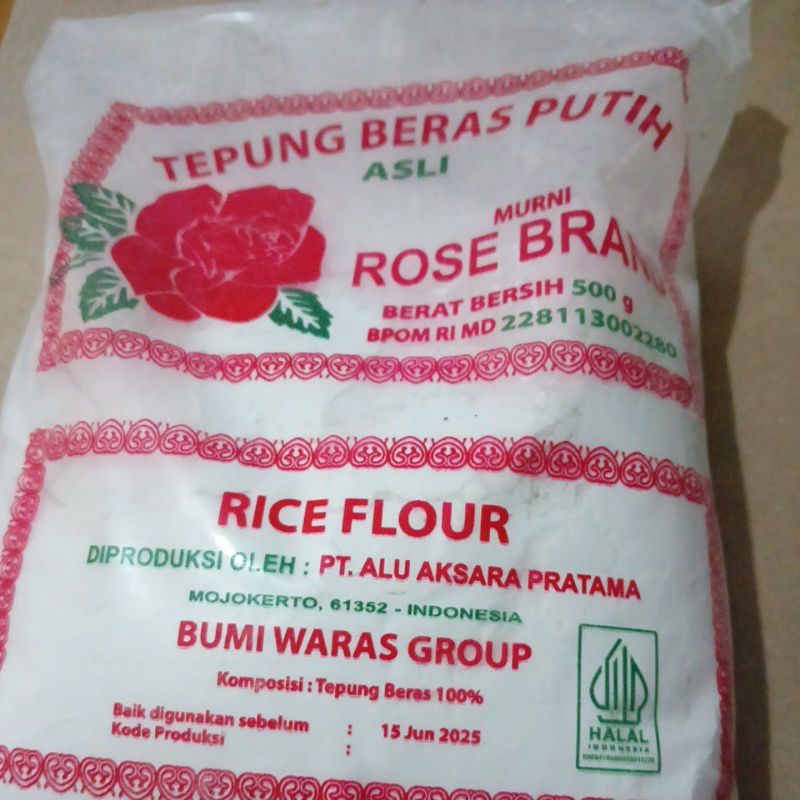 TEPUNG BERAS PUTIH
ASLI
MURNI
ROSE BRAND
BERAT BERSIH 500 g
BPOM RI MD 228113002280
RICE FLOUR
DIPRODUKSI OLEH : PT. ALU AKSARA PRATAMA
MOJOKERTO, 61352 - INDONESIA
BUMI WARAS GROUP
Komposisi : Tepung Beras 100%
Baik digunakan sebelum : 15 Jun 2025
Kode Produksi :
HALAL
INDONESIA